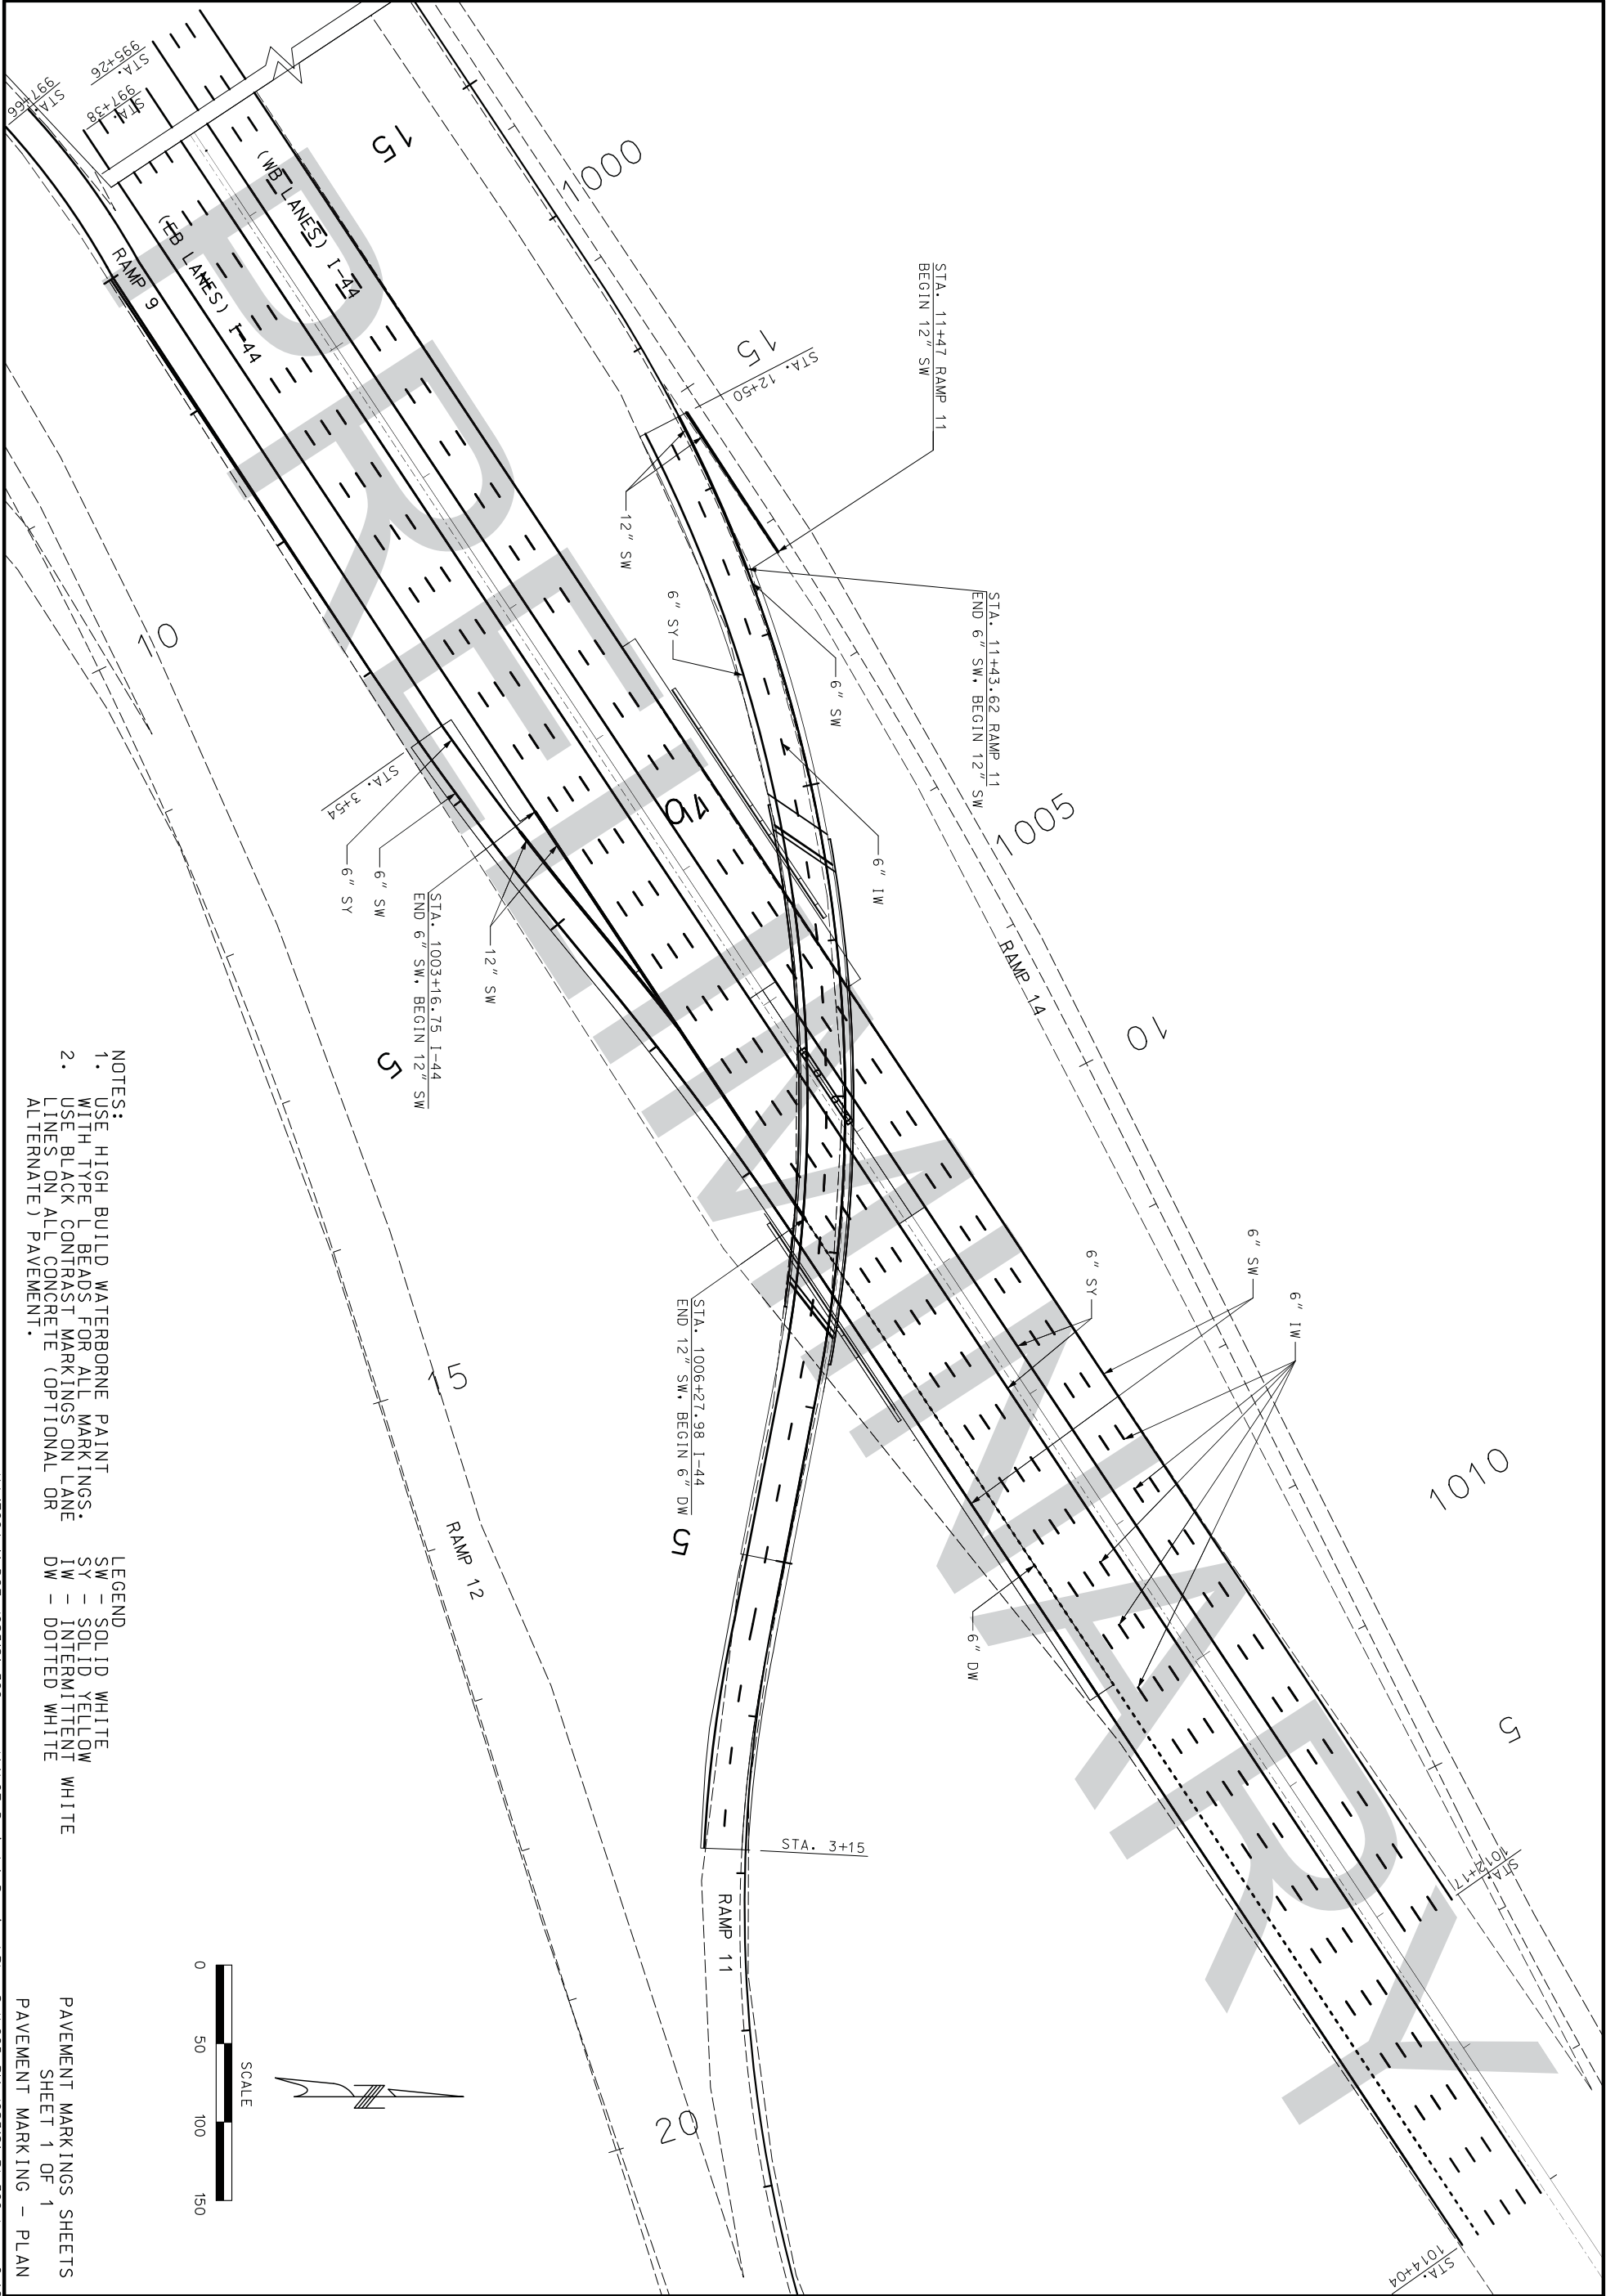 STA.
995+26
STA.
997+38
STA.
997+66
PRELIMINARY
(WB LANES) I-44
(EB LANES) I-44
RAMP 9
15
1000
15
STA. 12+50
STA. 11+47 RAMP 11
BEGIN 12" SW
STA. 11+43.62 RAMP 11
END 6" SW, BEGIN 12" SW
12" SW
6" SY
6" SW
6" IW
1005
RAMP 14
10
10
STA. 3+54
6" SY
6" SW
STA. 1003+16.75 I-44
END 6" SW, BEGIN 12" SW
12" SW
5
10
6" SW
6" SY
6" IW
1010
5
STA. 1006+27.98 I-44
END 12" SW, BEGIN 6" DW
5
6" DW
STA.
1012+17
STA.
1014+04
15
RAMP 12
STA. 3+15
RAMP 11
20
NOTES:
1. USE HIGH BUILD WATERBORNE PAINT
WITH TYPE L BEADS FOR ALL MARKINGS.
2. USE BLACK CONTRAST MARKINGS ON LANE
LINES ON ALL CONCRETE (OPTIONAL OR
ALTERNATE) PAVEMENT.
LEGEND
SW - SOLID WHITE
SY - SOLID YELLOW
IW - INTERMITTENT WHITE
DW - DOTTED WHITE
SCALE
0 50 100 150
PAVEMENT MARKINGS SHEETS
SHEET 1 OF 1
PAVEMENT MARKING - PLAN